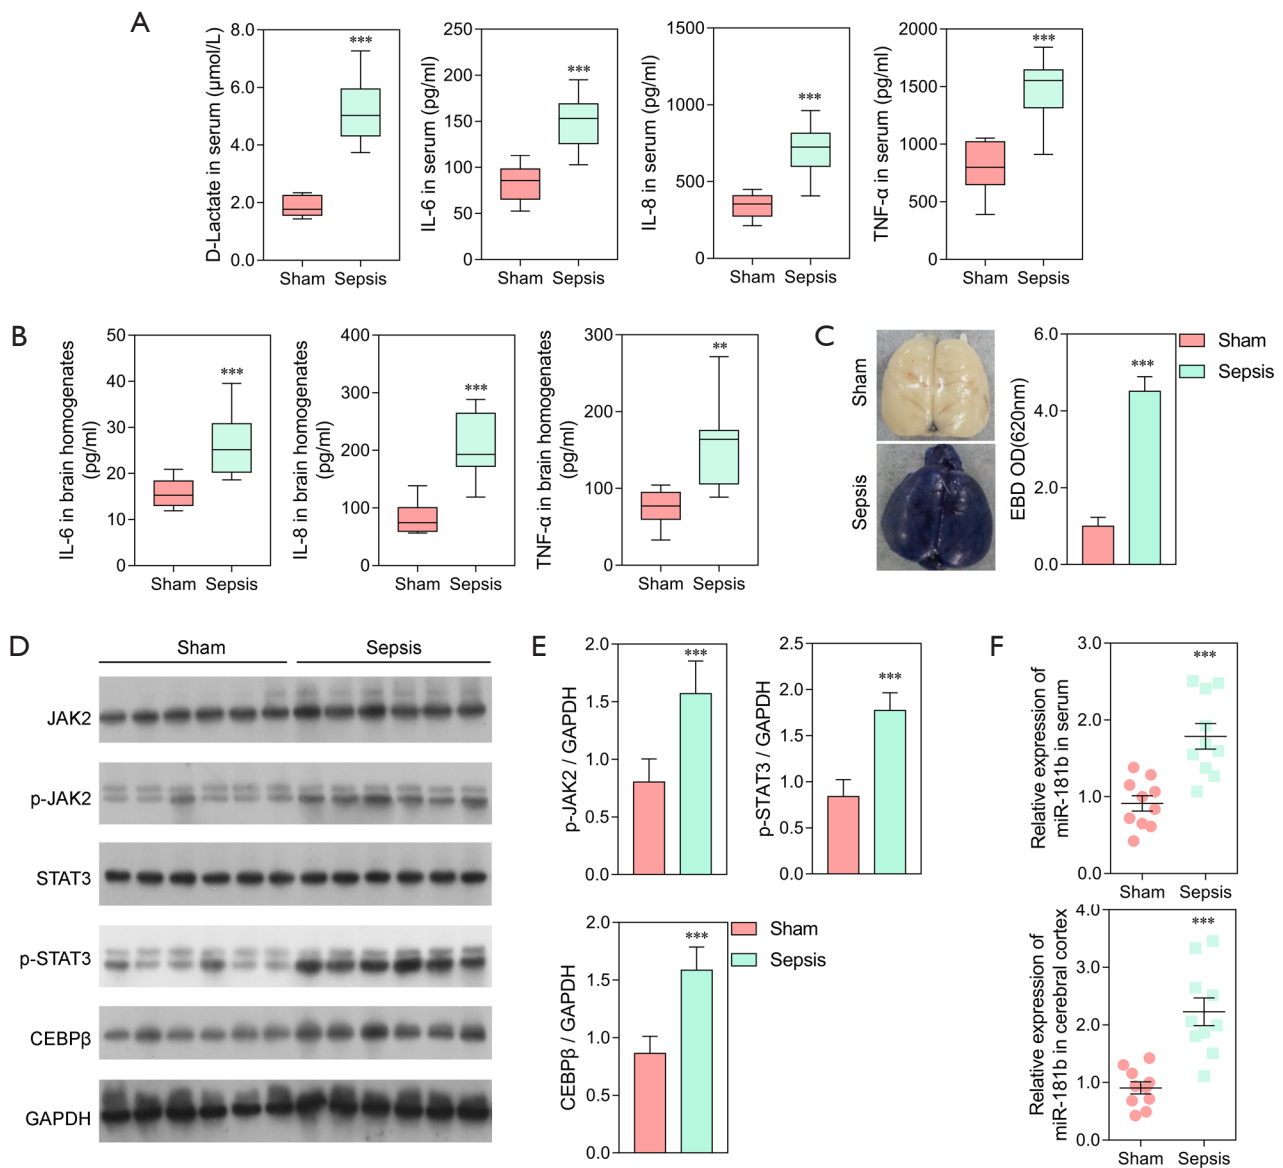 A
D-Lactate in serum (μmol/L)
8.0
6.0
4.0
2.0
0.0
***
Sham Sepsis
IL-6 in serum (pg/ml)
250
200
150
100
50
0
***
Sham Sepsis
IL-8 in serum (pg/ml)
1500
1000
500
0
***
Sham Sepsis
TNF-α in serum (pg/ml)
2000
1500
1000
500
0
***
Sham Sepsis
B
IL-6 in brain homogenates
(pg/ml)
50
40
30
20
10
0
***
Sham Sepsis
IL-8 in brain homogenates
(pg/ml)
400
300
200
100
0
***
Sham Sepsis
TNF-α in brain homogenates
(pg/ml)
300
200
100
0
**
Sham Sepsis
C
Sham
Sepsis
EBD OD(620nm)
6.0
4.0
2.0
0.0
***
Sham
Sepsis
D
Sham Sepsis
JAK2
p-JAK2
STAT3
p-STAT3
CEBPβ
GAPDH
E
p-JAK2 / GAPDH
2.0
1.5
1.0
0.5
0.0
***
p-STAT3 / GAPDH
2.5
2.0
1.5
1.0
0.5
0.0
***
CEBPβ / GAPDH
2.0
1.5
1.0
0.5
0.0
***
Sham
Sepsis
F
Relative expression of
miR-181b in serum
3.0
2.0
1.0
0.0
***
Sham Sepsis
Relative expression of
miR-181b in cerebral cortex
4.0
3.0
2.0
1.0
0.0
***
Sham Sepsis